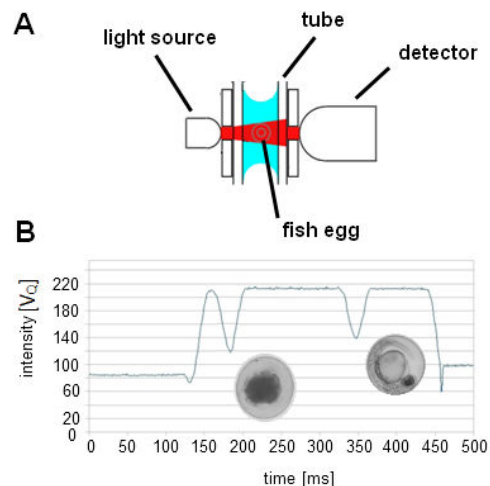 A
light source
tube
detector
fish egg
B
intensity [VQ]
220
180
140
100
60
20
0
0 50 100 150 200 250 300 350 400 450 500
time [ms]